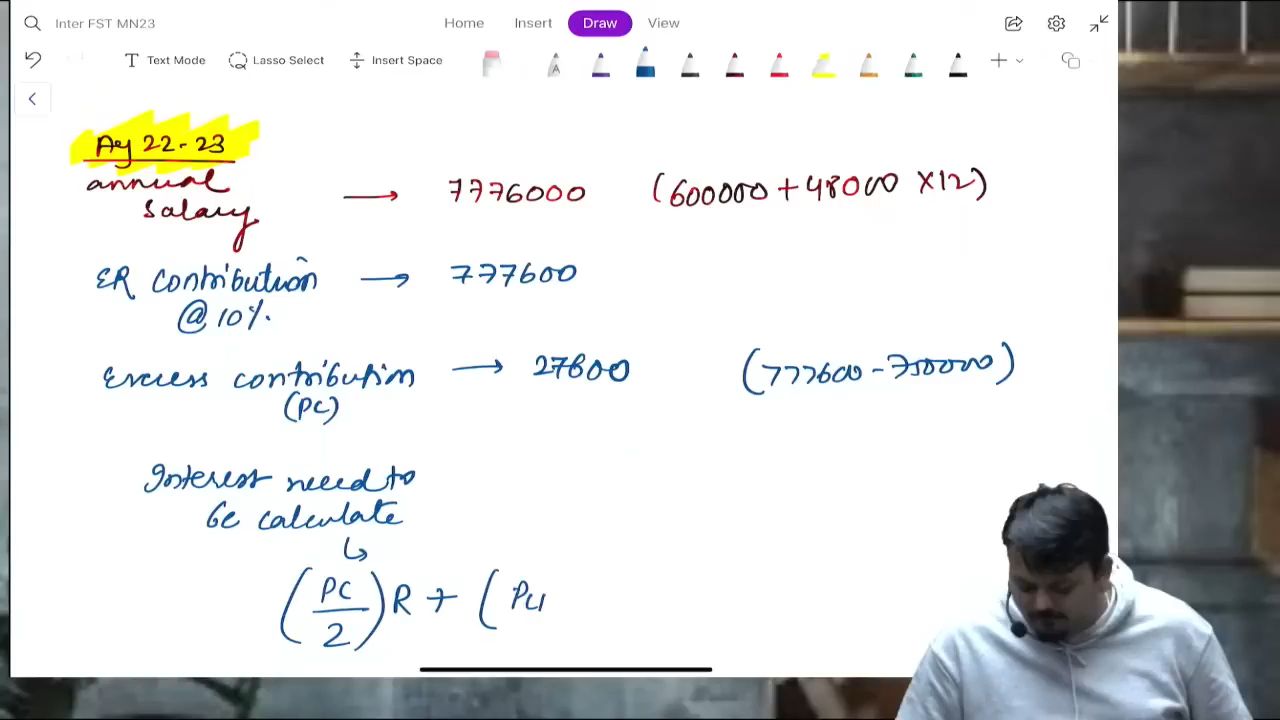 Inter FST MN23
Home Insert Draw View
Text Mode Lasso Select Insert Space
A
Ay 22-23
annual salary → 7776000 (600000+48000 ×12)
ER contribution → 777600
@ 10%
Excess contribution → 27600 (777600-750000)
(PC)
Interest need to
be calculate
(PC/2)R + (PC1